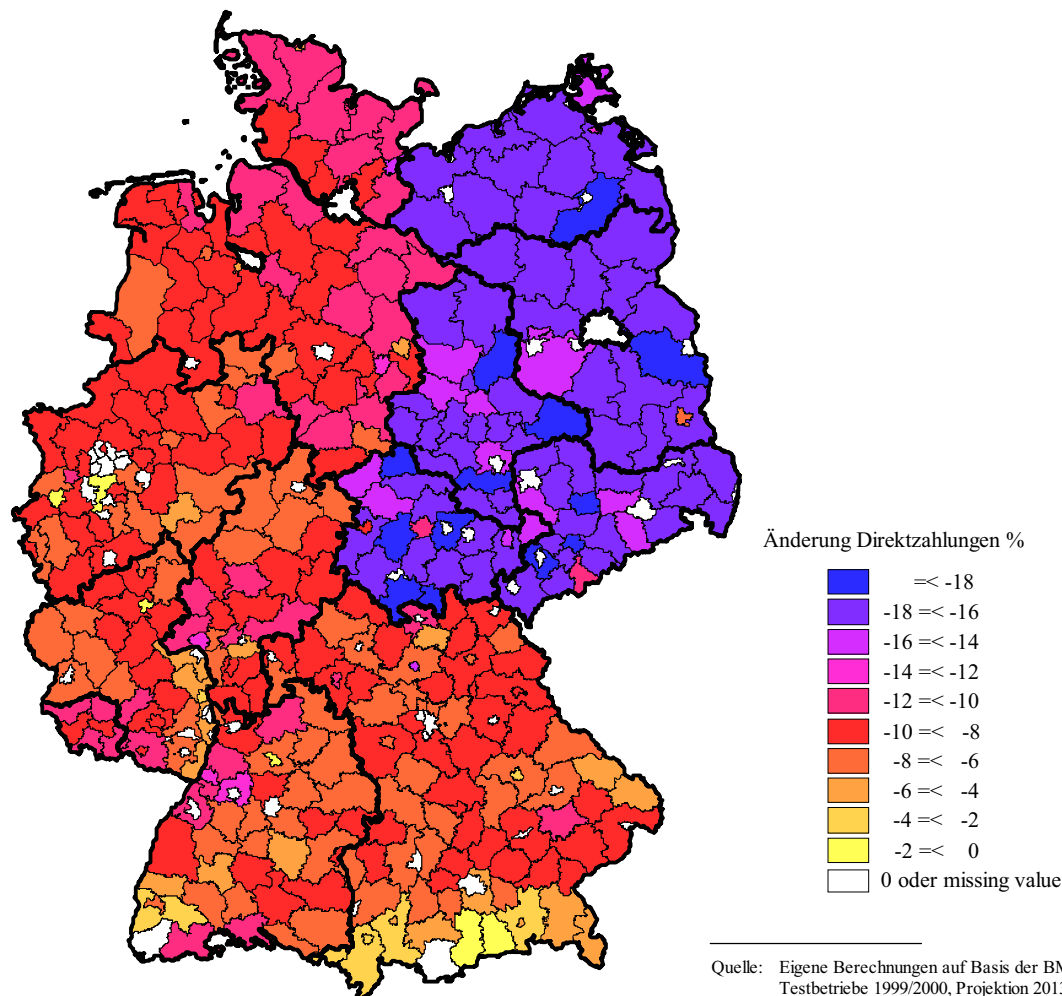 Änderung Direktzahlungen %
=< -18
-18 =< -16
-16 =< -14
-14 =< -12
-12 =< -10
-10 =< -8
-8 =< -6
-6 =< -4
-4 =< -2
-2 =< 0
0 oder missing value
Quelle: Eigene Berechnungen auf Basis der
Testbetriebe 1999/2000, Projektion